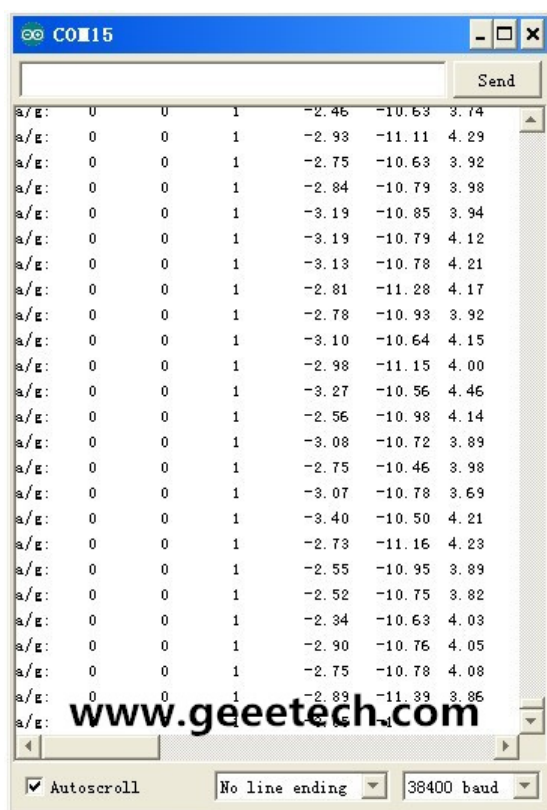 COM15
Send
a/g: 0 0 1 -2.46 -10.63 3.74
a/g: 0 0 1 -2.93 -11.11 4.29
a/g: 0 0 1 -2.75 -10.63 3.92
a/g: 0 0 1 -2.84 -10.79 3.98
a/g: 0 0 1 -3.19 -10.85 3.94
a/g: 0 0 1 -3.19 -10.79 4.12
a/g: 0 0 1 -3.13 -10.78 4.21
a/g: 0 0 1 -2.81 -11.28 4.17
a/g: 0 0 1 -2.78 -10.93 3.92
a/g: 0 0 1 -3.10 -10.64 4.15
a/g: 0 0 1 -2.98 -11.15 4.00
a/g: 0 0 1 -3.27 -10.56 4.46
a/g: 0 0 1 -2.56 -10.98 4.14
a/g: 0 0 1 -3.08 -10.72 3.89
a/g: 0 0 1 -2.75 -10.46 3.98
a/g: 0 0 1 -3.07 -10.78 3.69
a/g: 0 0 1 -3.40 -10.50 4.21
a/g: 0 0 1 -2.73 -11.16 4.23
a/g: 0 0 1 -2.55 -10.95 3.89
a/g: 0 0 1 -2.52 -10.75 3.82
a/g: 0 0 1 -2.34 -10.63 4.03
a/g: 0 0 1 -2.90 -10.76 4.05
a/g: 0 0 1 -2.75 -10.78 4.08
a/g: 0 0 1 -2.89 -11.39 3.86
a/g:
www.geeetech.com
Autoscroll No line ending 38400 baud